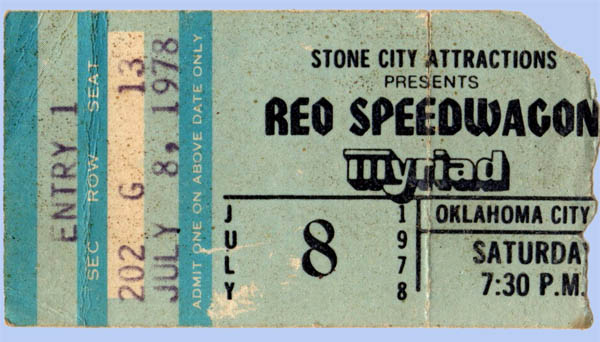 ENTRY 1
SEC ROW SEAT
202 G 13
JULY 8, 1978
ADMIT ONE ON ABOVE DATE ONLY
STONE CITY ATTRACTIONS
PRESENTS
REO SPEEDWAGON
Myriad
JULY 8 1978
OKLAHOMA CITY
SATURDAY
7:30 P.M.